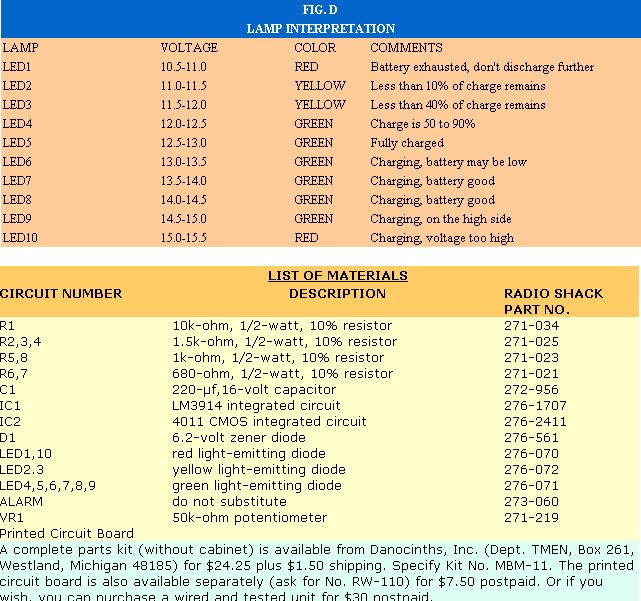 FIG. D
LAMP INTERPRETATION
LAMP VOLTAGE COLOR COMMENTS
LED1 10.5-11.0 RED Battery exhausted, don't discharge further
LED2 11.0-11.5 YELLOW Less than 10% of charge remains
LED3 11.5-12.0 YELLOW Less than 40% of charge remains
LED4 12.0-12.5 GREEN Charge is 50 to 90%
LED5 12.5-13.0 GREEN Fully charged
LED6 13.0-13.5 GREEN Charging, battery may be low
LED7 13.5-14.0 GREEN Charging, battery good
LED8 14.0-14.5 GREEN Charging, battery good
LED9 14.5-15.0 GREEN Charging, on the high side
LED10 15.0-15.5 RED Charging, voltage too high
LIST OF MATERIALS
CIRCUIT NUMBER DESCRIPTION RADIO SHACK
PART NO.
R1 10k-ohm, 1/2-watt, 10% resistor 271-034
R2,3,4 1.5k-ohm, 1/2-watt, 10% resistor 271-025
R5,8 1k-ohm, 1/2-watt, 10% resistor 271-023
R6,7 680-ohm, 1/2-watt, 10% resistor 271-021
C1 220-µf,16-volt capacitor 272-956
IC1 LM3914 integrated circuit 276-1707
IC2 4011 CMOS integrated circuit 276-2411
D1 6.2-volt zener diode 276-561
LED1,10 red light-emitting diode 276-070
LED2.3 yellow light-emitting diode 276-072
LED4,5,6,7,8,9 green light-emitting diode 276-071
ALARM do not substitute 273-060
VR1 50k-ohm potentiometer 271-219
Printed Circuit Board
A complete parts kit (without cabinet) is available from Danocinths, Inc. (Dept. TMEN, Box 261,
Westland, Michigan 48185) for $24.25 plus $1.50 shipping. Specify Kit No. MBM-11. The printed
circuit board is also available separately (ask for No. RW-110) for $7.50 postpaid. Or if you
wish, you can purchase a wired and tested unit for $30 postpaid.